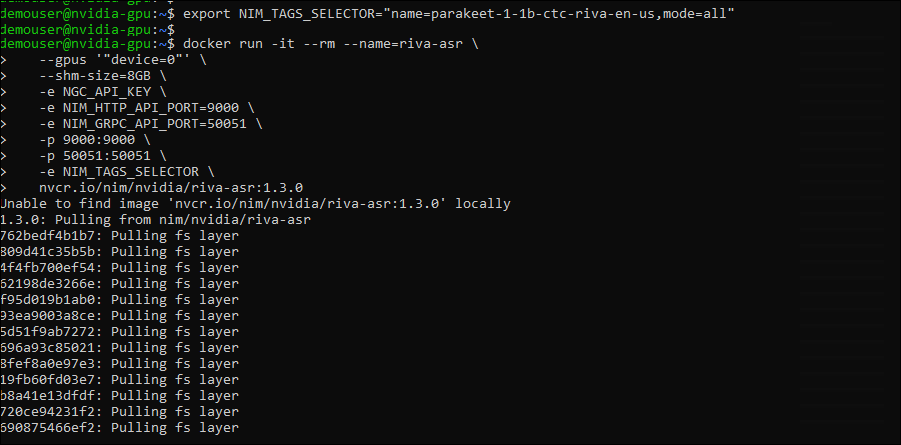 demouser@nvidia-gpu:~$ export NIM_TAGS_SELECTOR="name=parakeet-1-1b-ctc-riva-en-us,mode=all"
demouser@nvidia-gpu:~$
demouser@nvidia-gpu:~$ docker run -it --rm --name=riva-asr \
>    --gpus '"device=0"' \
>    --shm-size=8GB \
>    -e NGC_API_KEY \
>    -e NIM_HTTP_API_PORT=9000 \
>    -e NIM_GRPC_API_PORT=50051 \
>    -p 9000:9000 \
>    -p 50051:50051 \
>    -e NIM_TAGS_SELECTOR \
>    nvcr.io/nim/nvidia/riva-asr:1.3.0
Unable to find image 'nvcr.io/nim/nvidia/riva-asr:1.3.0' locally
1.3.0: Pulling from nim/nvidia/riva-asr
762bedf4b1b7: Pulling fs layer
809d41c35b5b: Pulling fs layer
4f4fb700ef54: Pulling fs layer
62198de3266e: Pulling fs layer
f95d019b1ab0: Pulling fs layer
93ea9003a8ce: Pulling fs layer
5d51f9ab7272: Pulling fs layer
696a93c85021: Pulling fs layer
8fef8a0e97e3: Pulling fs layer
19fb60fd03e7: Pulling fs layer
b8a41e13dfdf: Pulling fs layer
720ce94231f2: Pulling fs layer
690875466ef2: Pulling fs layer